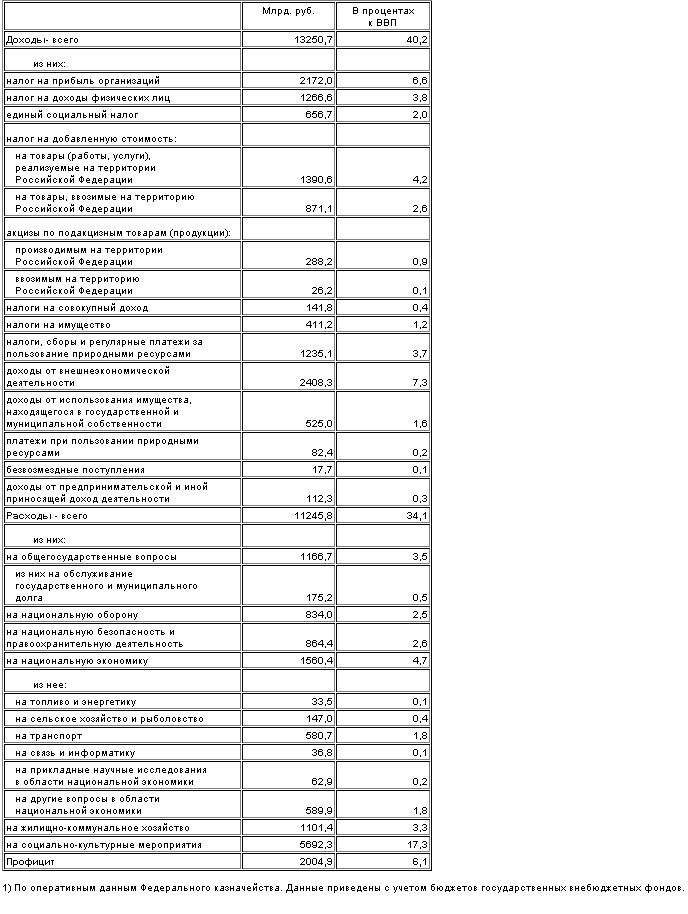 Млрд. руб. В процентах
к ВВП
Доходы- всего 13250,7 40,2
из них:
налог на прибыль организаций 2172,0 6,6
налог на доходы физических лиц 1266,6 3,8
единый социальный налог 656,7 2,0
налог на добавленную стоимость:
на товары (работы, услуги),
реализуемые на территории
Российской Федерации 1390,6 4,2
на товары, ввозимые на территорию
Российской Федерации 871,1 2,6
акцизы по подакцизным товарам (продукции):
производимым на территории
Российской Федерации 288,2 0,9
ввозимым на территорию
Российской Федерации 26,2 0,1
налоги на совокупный доход 141,8 0,4
налоги на имущество 411,2 1,2
налоги, сборы и регулярные платежи за
пользование природными ресурсами 1235,1 3,7
доходы от внешнеэкономической
деятельности 2408,3 7,3
доходы от использования имущества,
находящегося в государственной и
муниципальной собственности 525,0 1,6
платежи при пользовании природными
ресурсами 82,4 0,2
безвозмездные поступления 17,7 0,1
доходы от предпринимательской и иной
приносящей доход деятельности 112,3 0,3
Расходы - всего 11245,8 34,1
из них:
на общегосударственные вопросы 1166,7 3,5
из них на обслуживание
государственного и муниципального
долга 175,2 0,5
на национальную оборону 834,0 2,5
на национальную безопасность и
правоохранительную деятельность 864,4 2,6
на национальную экономику 1560,4 4,7
из нее:
на топливо и энергетику 33,5 0,1
на сельское хозяйство и рыболовство 147,0 0,4
на транспорт 580,7 1,8
на связь и информатику 36,8 0,1
на прикладные научные исследования
в области национальной экономики 62,9 0,2
на другие вопросы в области
национальной экономики 589,9 1,8
на жилищно-коммунальное хозяйство 1101,4 3,3
на социально-культурные мероприятия 5692,3 17,3
Профицит 2004,9 6,1
1) По оперативным данным Федерального казначейства. Данные приведены с учетом бюджетов государственных внебюджетных фондов.